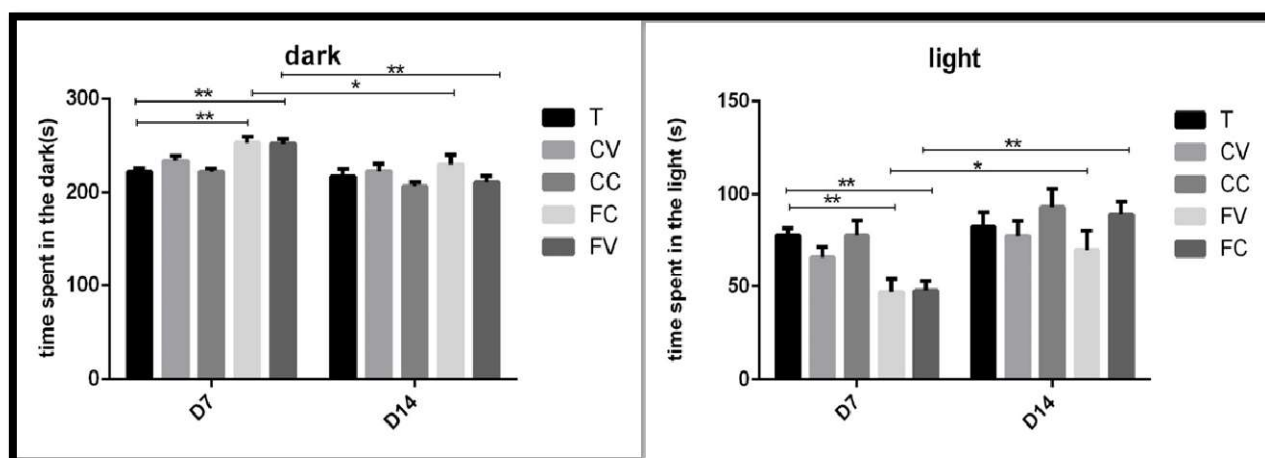 dark
**
*
**
**
300
200
100
0
time spent in the dark(s)
D7
D14
T
CV
CC
FC
FV
light
**
*
**
**
150
100
50
0
time spent in the light (s)
D7
D14
T
CV
CC
FV
FC